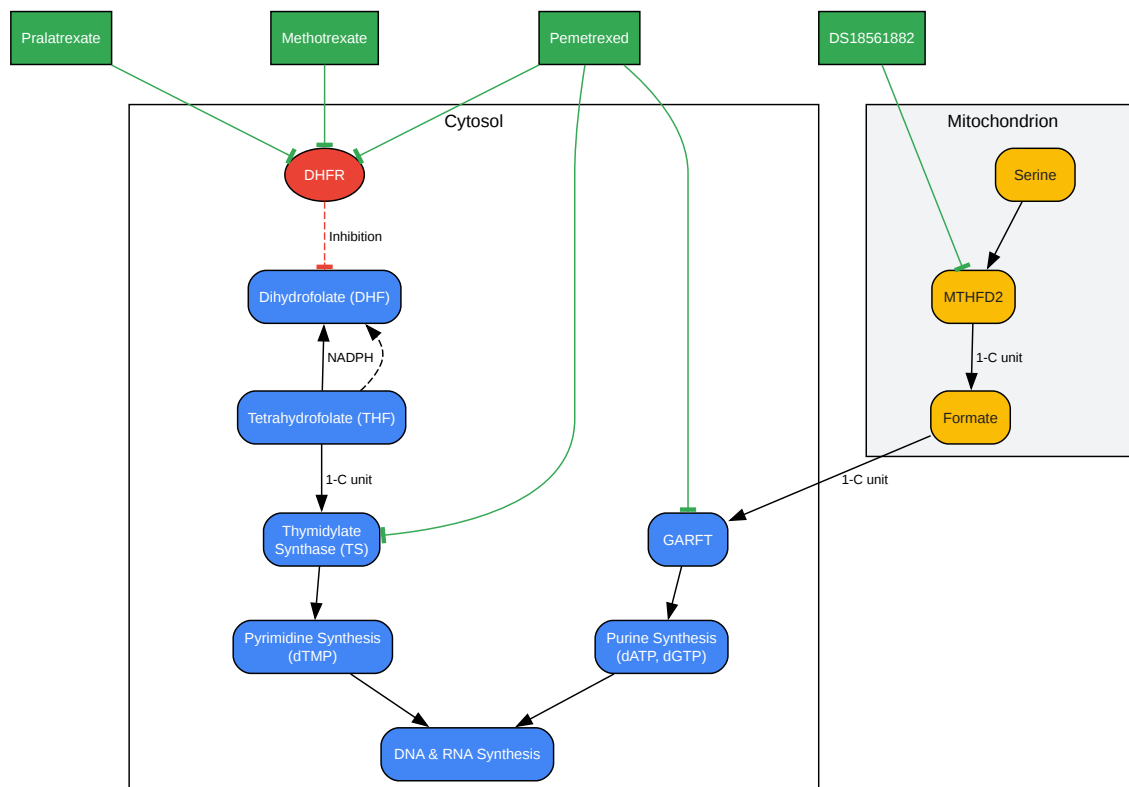 Pralatrexate
Methotrexate
Pemetrexed
DS18561882
Cytosol
Mitochondrion
DHFR
Serine
Inhibition
Dihydrofolate (DHF)
MTHFD2
NADPH
1-C unit
Tetrahydrofolate (THF)
Formate
1-C unit
1-C unit
Thymidylate
Synthase (TS)
GARFT
Pyrimidine Synthesis
(dTMP)
Purine Synthesis
(dATP, dGTP)
DNA & RNA Synthesis